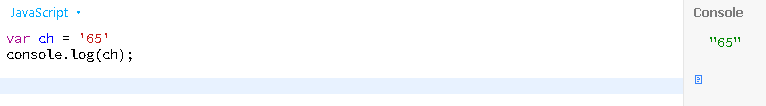 JavaScript
var ch = '65'
console.log(ch);
Console
"65"